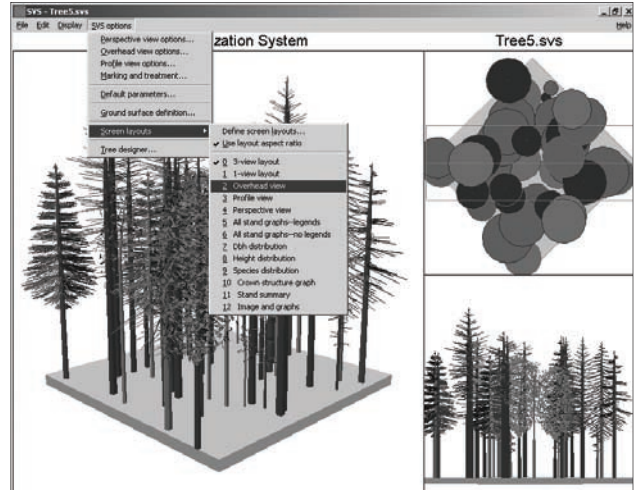 SVS - Tree5.svs
File Edit Display SVS options Help
zation System
Tree5.svs
Perspective view options...
Overhead view options...
Profile view options...
Marking and treatment...
Default parameters...
Ground surface definition...
Screen layouts
Tree designer...
Define screen layouts...
Use layout aspect ratio
0 3-view layout
1 1-view layout
2 Overhead view
3 Profile view
4 Perspective view
5 All stand graphs--legends
6 All stand graphs--no legends
7 Dbh distribution
8 Height distribution
9 Species distribution
10 Crown structure graph
11 Stand summary
12 Image and graphs